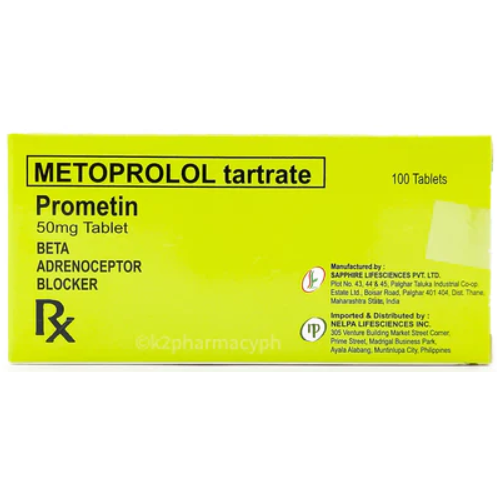 METOPROLOL tartrate
100 Tablets
Prometin
50mg Tablet
BETA
ADRENOCEPTOR
BLOCKER
Rx
Manufactured by :
SAPPHIRE LIFESCIENCES PVT. LTD.
Plot No. 43, 44 & 45, Palghar Taluka Industrial Co-op.
Estate Ltd., Boisar Road, Palghar 401 404, Dist. Thane,
Maharashtra State, India
Imported & Distributed by :
NELPA LIFESCIENCES INC.
305 Venture Building Market Street Corner,
Prime Street, Madrigal Business Park,
Ayala Alabang, Muntinlupa City, Philippines
©k2pharmacyph